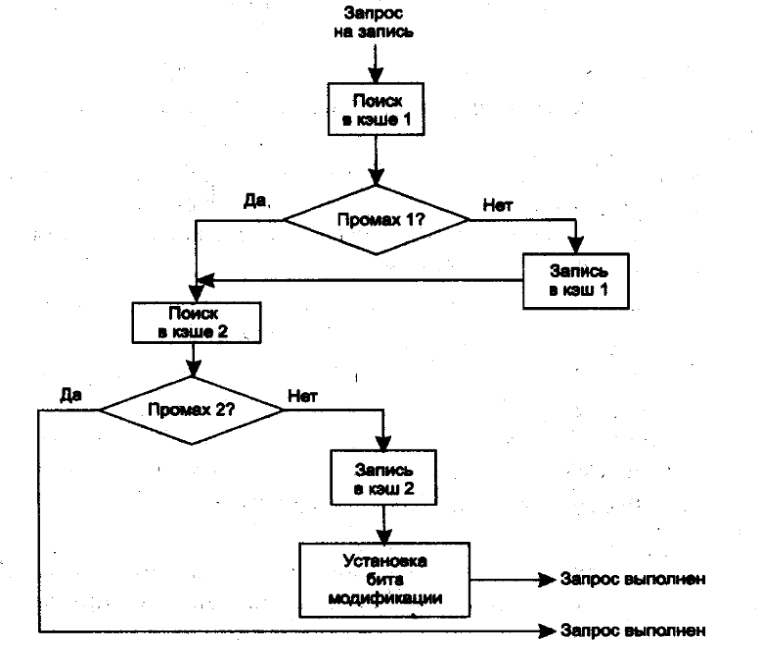 Запрос
на запись
Поиск
в кэше 1
Да
Промах 1?
Нет
Запись
в кэш 1
Поиск
в кэше 2
Да
Промах 2?
Нет
Запись
в кэш 2
Установка
бита
модификации
Запрос выполнен
Запрос выполнен